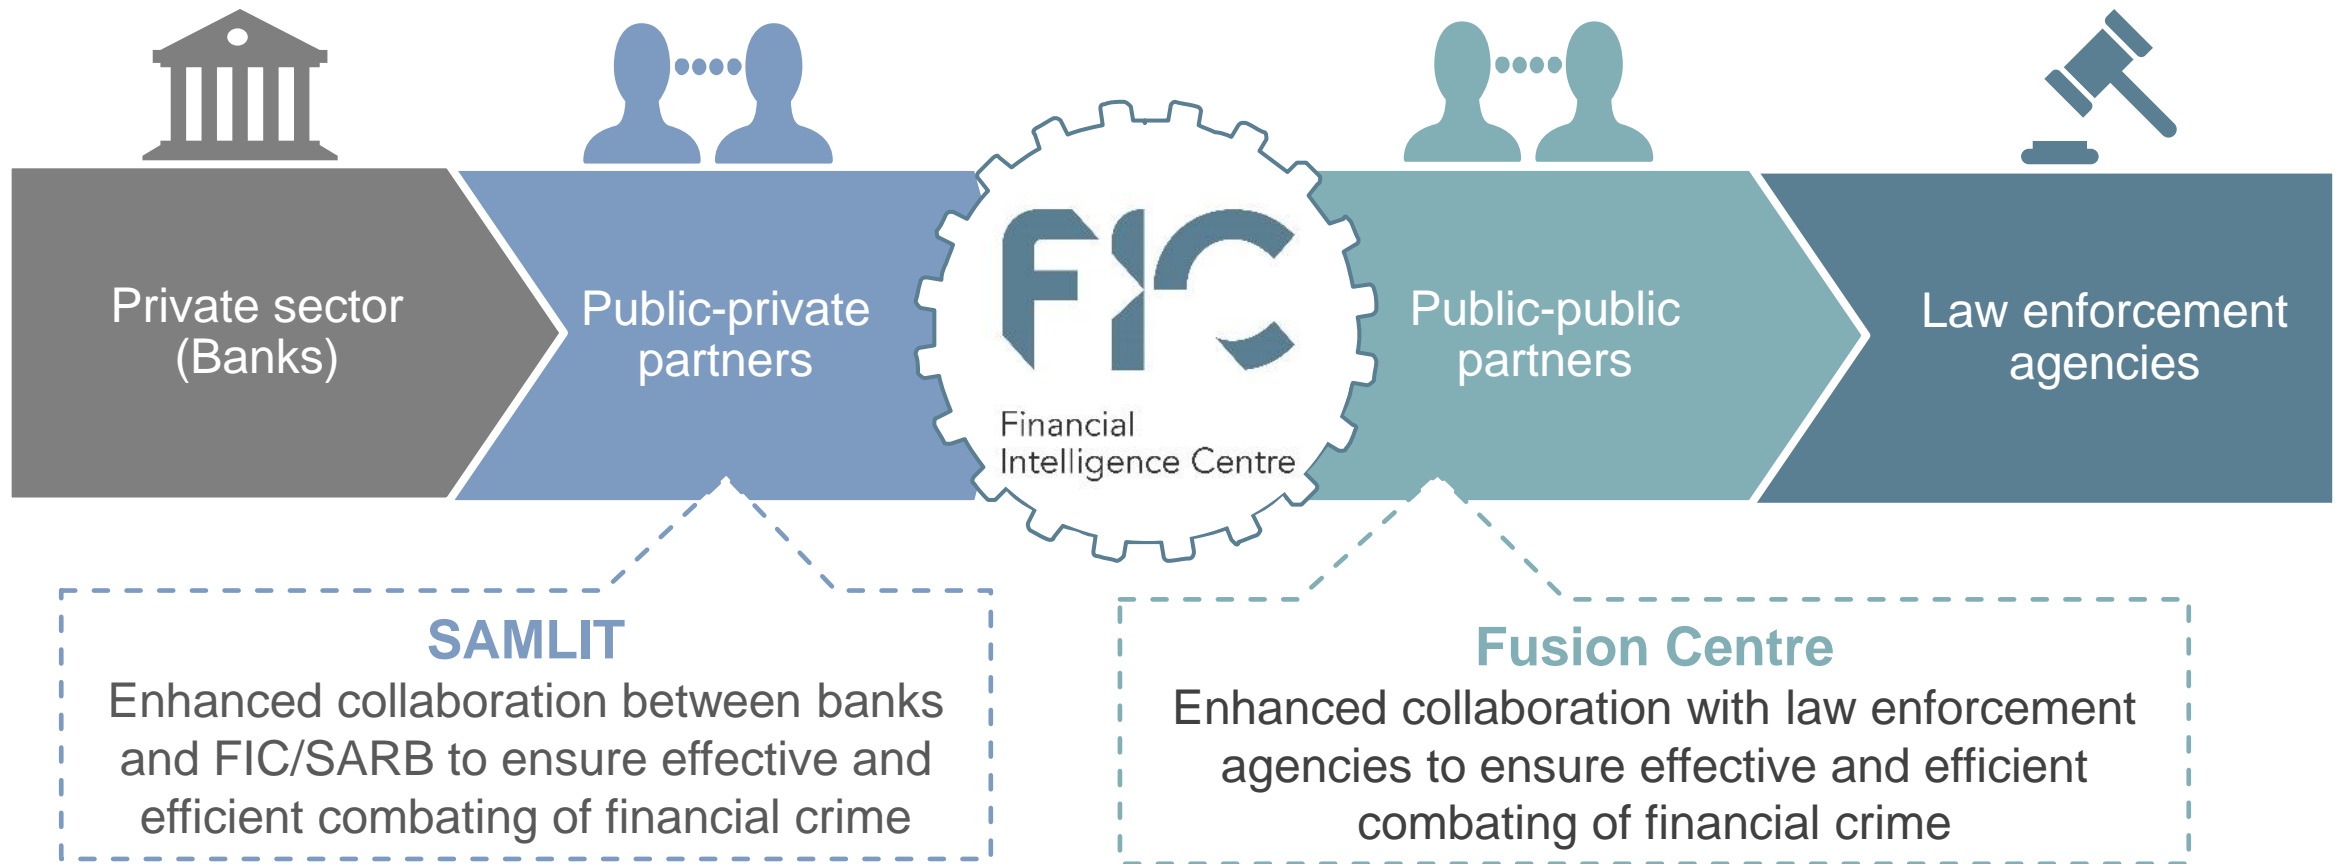 Private sector
(Banks)
Public-private
partners
FIC
Financial
Intelligence Centre
Public-public
partners
Law enforcement
agencies
SAMLIT
Enhanced collaboration between banks
and FIC/SARB to ensure effective and
efficient combating of financial crime
Fusion Centre
Enhanced collaboration with law enforcement
agencies to ensure effective and efficient
combating of financial crime